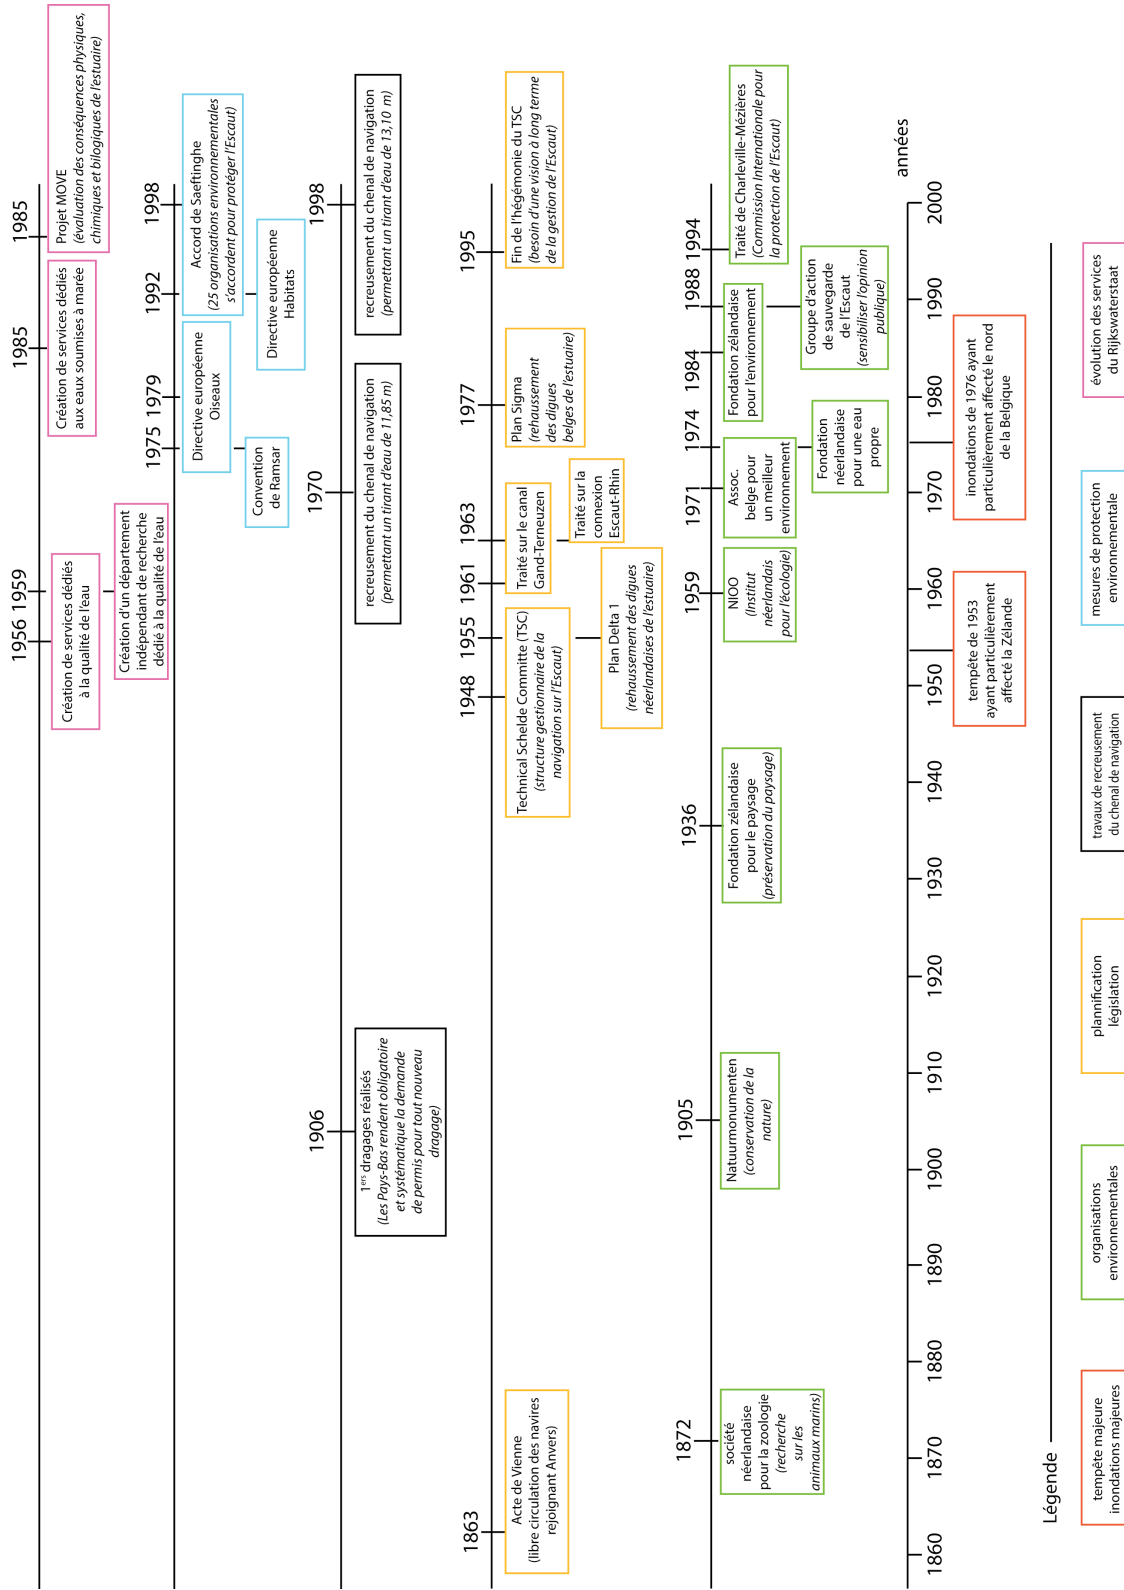 1956
1959
1985
1985
Création de services dédiés
à la qualité de l'eau
Création d'un département
indépendant de recherche
dédié à la qualité de l'eau
Création de services dédiés
aux eaux soumises à marée
Projet MOVE
(évaluation des conséquences physiques,
chimiques et bilogiques de l'estuaire)
1975
1979
1992
1998
Convention
de Ramsar
Directive européenne
Oiseaux
Directive européenne
Habitats
Accord de Saeftinghe
(25 organisations environnementales
s'accordent pour protéger l'Escaut)
1906
1970
1998
1ers dragages réalisés
(Les Pays-Bas rendent obligatoire
et systématique la demande
de permis pour tout nouveau
dragage)
recreusement du chenal de navigation
(permettant un tirant d'eau de 11,85 m)
recreusement du chenal de navigation
(permettant un tirant d'eau de 13,10 m)
1863
1948
1955
1961
1963
1977
1995
Acte de Vienne
(libre circulation des navires
rejoignant Anvers)
Technical Schelde Committe (TSC)
(structure gestionnaire de la
navigation sur l'Escaut)
Plan Delta 1
(rehaussement des digues
néerlandaises de l'estuaire)
Traité sur le canal
Gand-Terneuzen
Traité sur la
connexion
Escaut-Rhin
Plan Sigma
(rehaussement
des digues
belges de l'estuaire)
Fin de l'hégémonie du TSC
(besoin d'une vision à long terme
de la gestion de l'Escaut)
1872
1905
1936
1959
1971
1974
1984
1988
1994
société
néerlandaise
pour la zoologie
(recherche
sur les
animaux marins)
Natuurmonumenten
(conservation de la
nature)
Fondation zélandaise
pour le paysage
(préservation du paysage)
NIOO
(Institut
néerlandais
pour l'écologie)
Assoc.
belge pour
un meilleur
environnement
Fondation
néerlandaise
pour une eau
propre
Fondation zélandaise
pour l'environnement
Groupe d'action
de sauvegarde
de l'Escaut
(sensibiliser l'opinion
publique)
Traité de Charleville-Mézières
(Commission Internationale pour
la protection de l'Escaut)
années
1860
1870
1880
1890
1900
1910
1920
1930
1940
1950
1960
1970
1980
1990
2000
tempête de 1953
ayant particulièrement
affecté la Zélande
inondations de 1976 ayant
particulièrement affecté le nord
de la Belgique
Légende
tempête majeure
inondations majeures
organisations
environnementales
plannification
législation
travaux de recreusement
du chenal de navigation
mesures de protection
environnementale
évolution des services
du Rijkswaterstaat